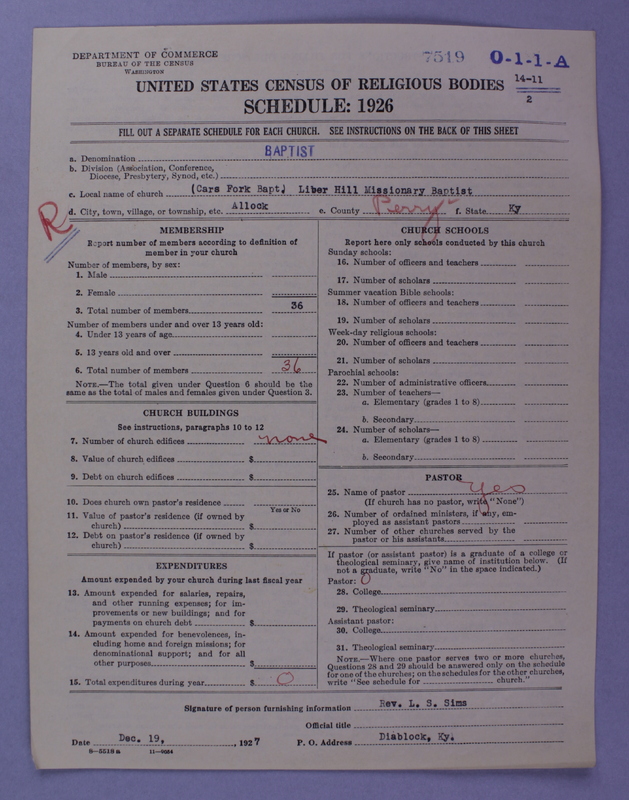 DEPARTMENT OF COMMERCE
BUREAU OF THE CENSUS
WASHINGTON
7519 O-1-1-A
14-11
2
UNITED STATES CENSUS OF RELIGIOUS BODIES
SCHEDULE: 1926
FILL OUT A SEPARATE SCHEDULE FOR EACH CHURCH. SEE INSTRUCTIONS ON THE BACK OF THIS SHEET
a. Denomination BAPTIST
b. Division (Association, Conference,
Diocese, Presbytery, Synod, etc.)
c. Local name of church (Cars Fork Bapt.) Liber Hill Missionary Baptist
d. City, town, village, or township, etc. Allock e. County Perry f. State Ky
R
MEMBERSHIP
Report number of members according to definition of
member in your church
Number of members, by sex:
1. Male
2. Female
3. Total number of members 36
Number of members under and over 13 years old:
4. Under 13 years of age
5. 13 years old and over
6. Total number of members 36
NOTE.—The total given under Question 6 should be the
same as the total of males and females given under Question 3.
CHURCH BUILDINGS
See instructions, paragraphs 10 to 12
7. Number of church edifices none
8. Value of church edifices $
9. Debt on church edifices $
10. Does church own pastor's residence
Yes or No
11. Value of pastor's residence (if owned by
church) $
12. Debt on pastor's residence (if owned by
church) $
EXPENDITURES
Amount expended by your church during last fiscal year
13. Amount expended for salaries, repairs,
and other running expenses; for im-
provements or new buildings; and for
payments on church debt $
14. Amount expended for benevolences, in-
cluding home and foreign missions; for
denominational support; and for all
other purposes $
15. Total expenditures during year $ 0
CHURCH SCHOOLS
Report here only schools conducted by this church
Sunday schools:
16. Number of officers and teachers
17. Number of scholars
Summer vacation Bible schools:
18. Number of officers and teachers
19. Number of scholars
Week-day religious schools:
20. Number of officers and teachers
21. Number of scholars
Parochial schools:
22. Number of administrative officers
23. Number of teachers—
a. Elementary (grades 1 to 8)
b. Secondary
24. Number of scholars—
a. Elementary (grades 1 to 8)
b. Secondary
PASTOR
25. Name of pastor yes
(If church has no pastor, write "None")
26. Number of ordained ministers, if any, em-
ployed as assistant pastors
27. Number of other churches served by the
pastor or his assistants
If pastor (or assistant pastor) is a graduate of a college or
theological seminary, give name of institution below. (If
not a graduate, write "No" in the space indicated.)
Pastor: 0
28. College
29. Theological seminary
Assistant pastor:
30. College
31. Theological seminary
NOTE.—Where one pastor serves two or more churches,
Questions 28 and 29 should be answered only on the schedule
for one of the churches; on the schedules for the other churches,
write "See schedule for church."
Signature of person furnishing information Rev. L. S. Sims
Official title
Date Dec. 19, , 1927 P. O. Address Diablock, Ky.
8—5518a 11—9034